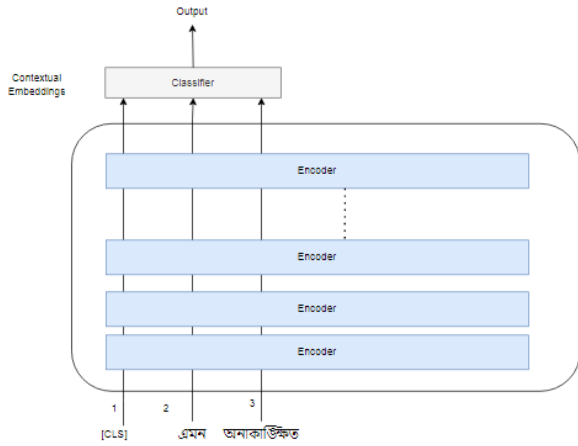 Output
Contextual
Embeddings
Classifier
Encoder
Encoder
Encoder
Encoder
1 2 3
[CLS] এমন অনাকাঙ্ক্ষিত